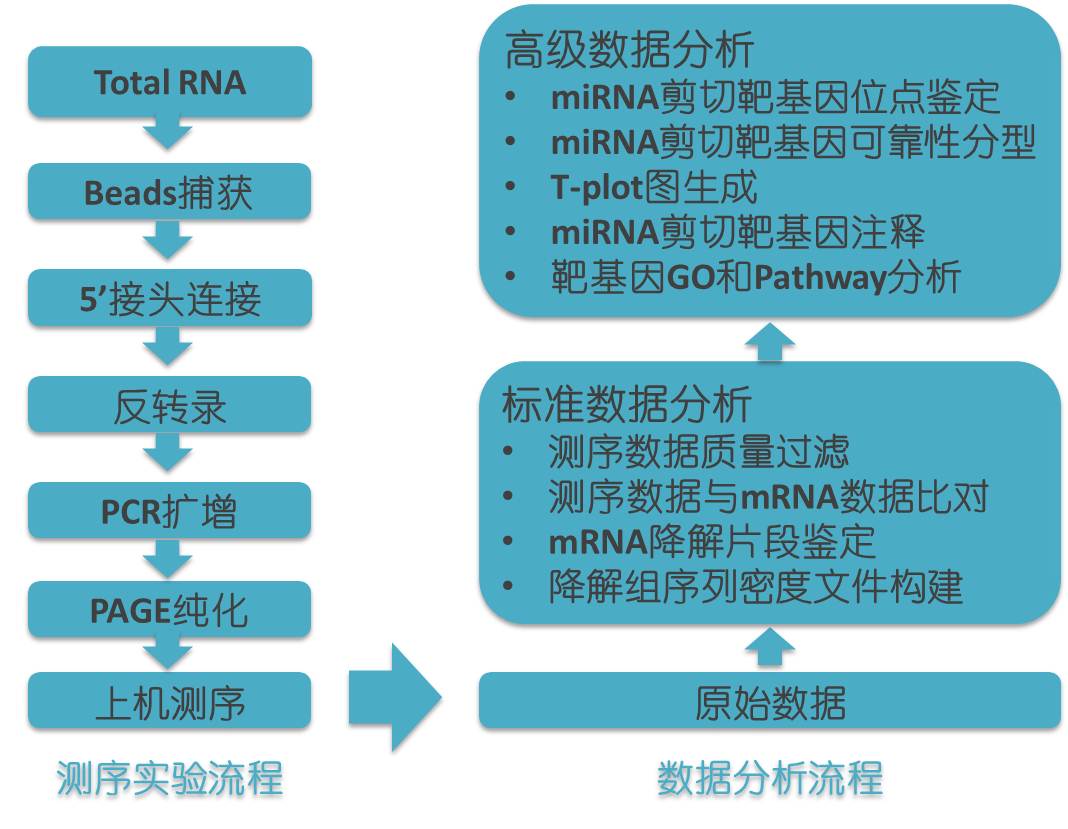 Total RNA
Beads捕获
5’接头连接
反转录
PCR扩增
PAGE纯化
上机测序
测序实验流程
高级数据分析
• miRNA剪切靶基因位点鉴定
• miRNA剪切靶基因可靠性分型
• T-plot图生成
• miRNA剪切靶基因注释
• 靶基因GO和Pathway分析
标准数据分析
• 测序数据质量过滤
• 测序数据与mRNA数据比对
• mRNA降解片段鉴定
• 降解组序列密度文件构建
原始数据
数据分析流程